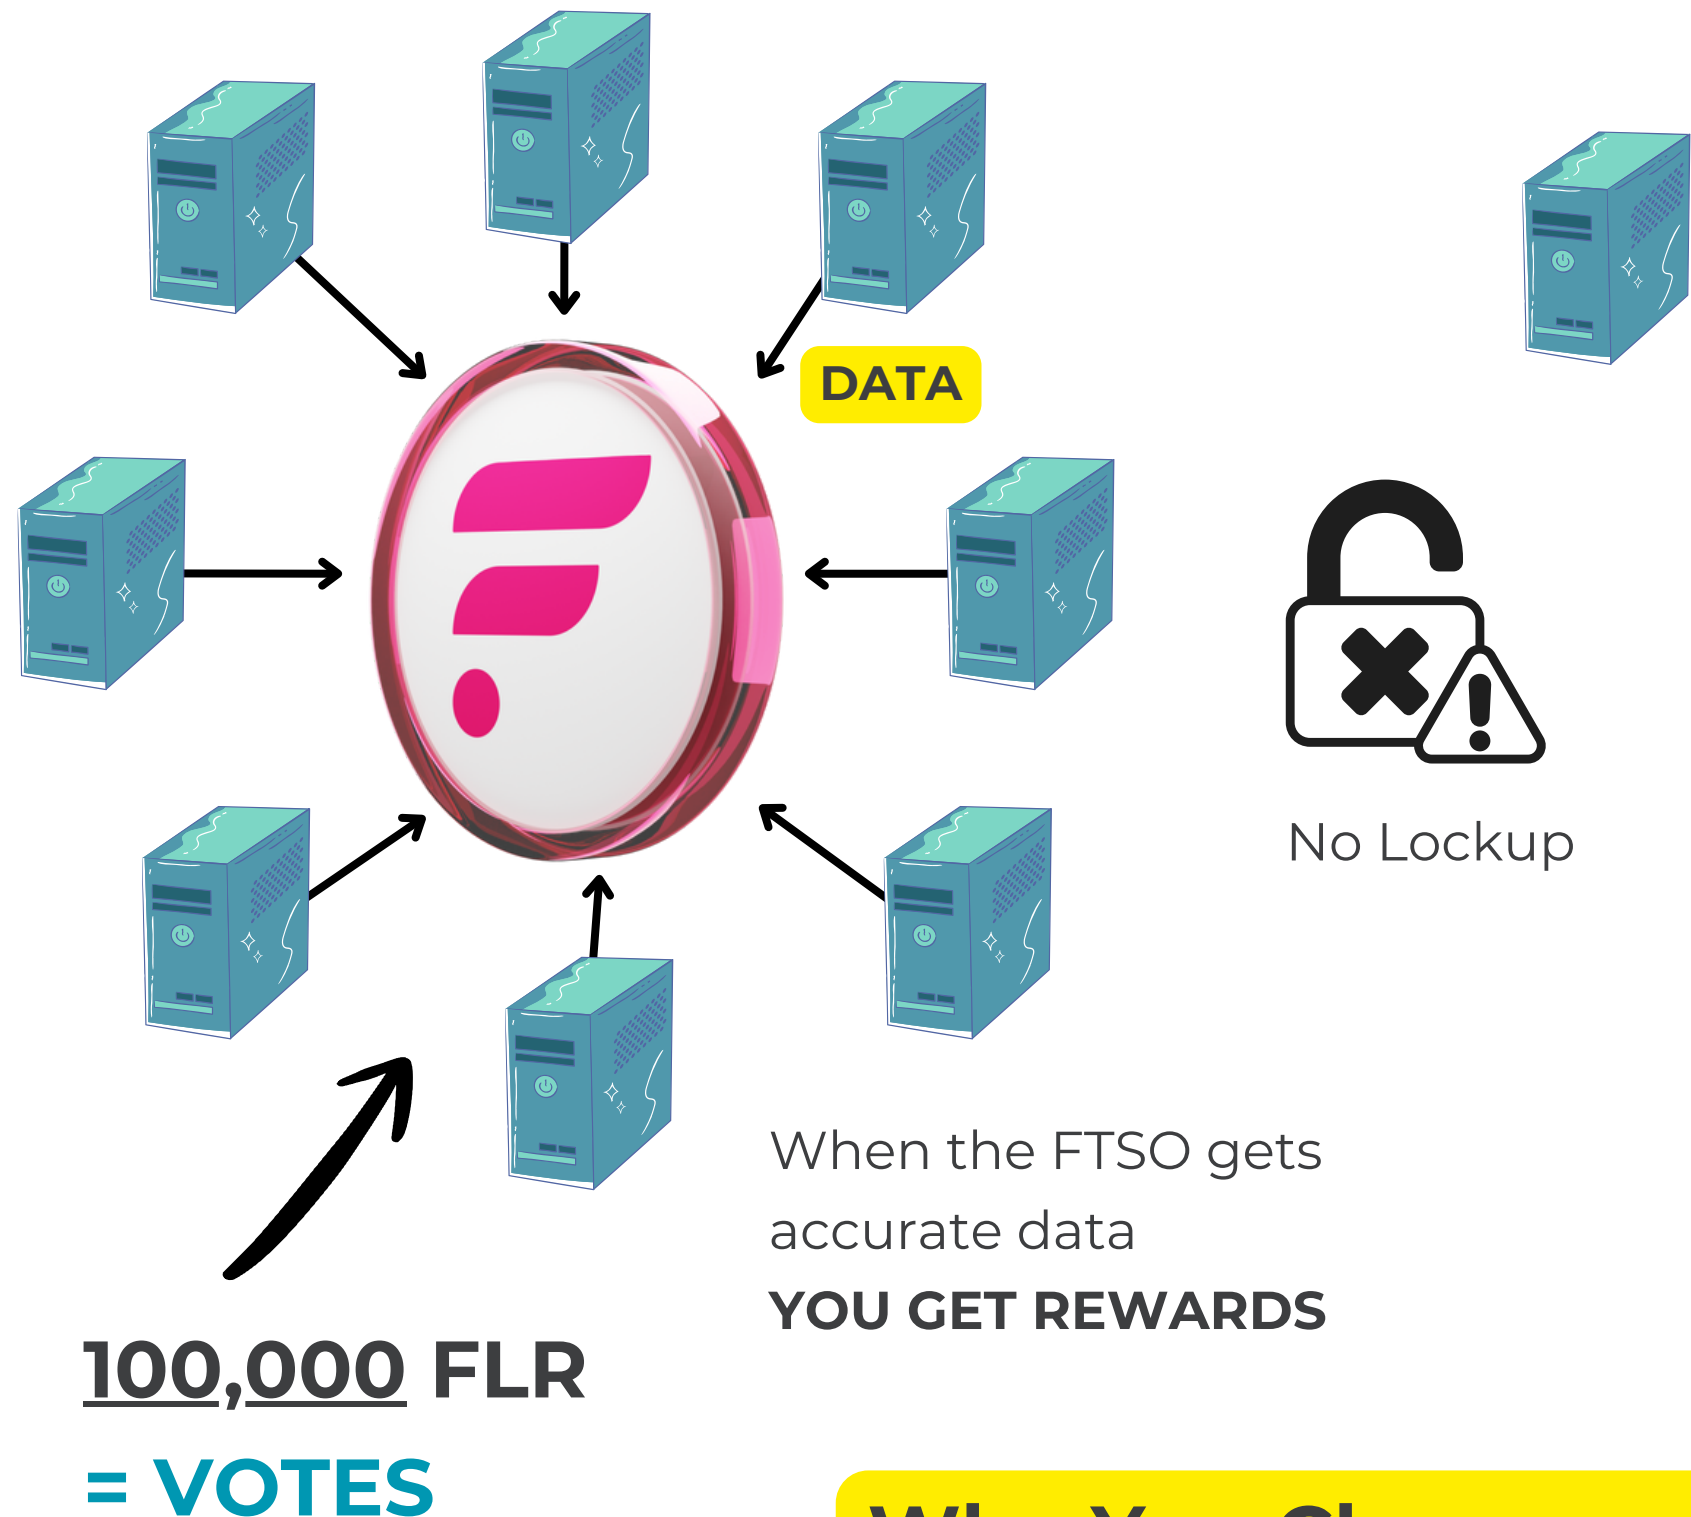 DATA
No Lockup
When the FTSO gets
accurate data
YOU GET REWARDS
100,000 FLR
= VOTES